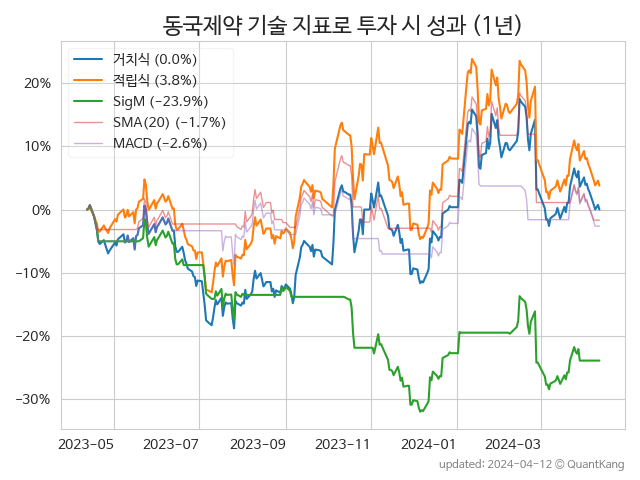 동국제약 기술 지표로 투자 시 성과 (1년)
거치식 (0.0%)
적립식 (3.8%)
SigM (−23.9%)
SMA(20) (−1.7%)
MACD (−2.6%)
20%
10%
0%
−10%
−20%
−30%
2023−05 2023−07 2023−09 2023−11 2024−01 2024−03
updated: 2024−04−12 © QuantKang